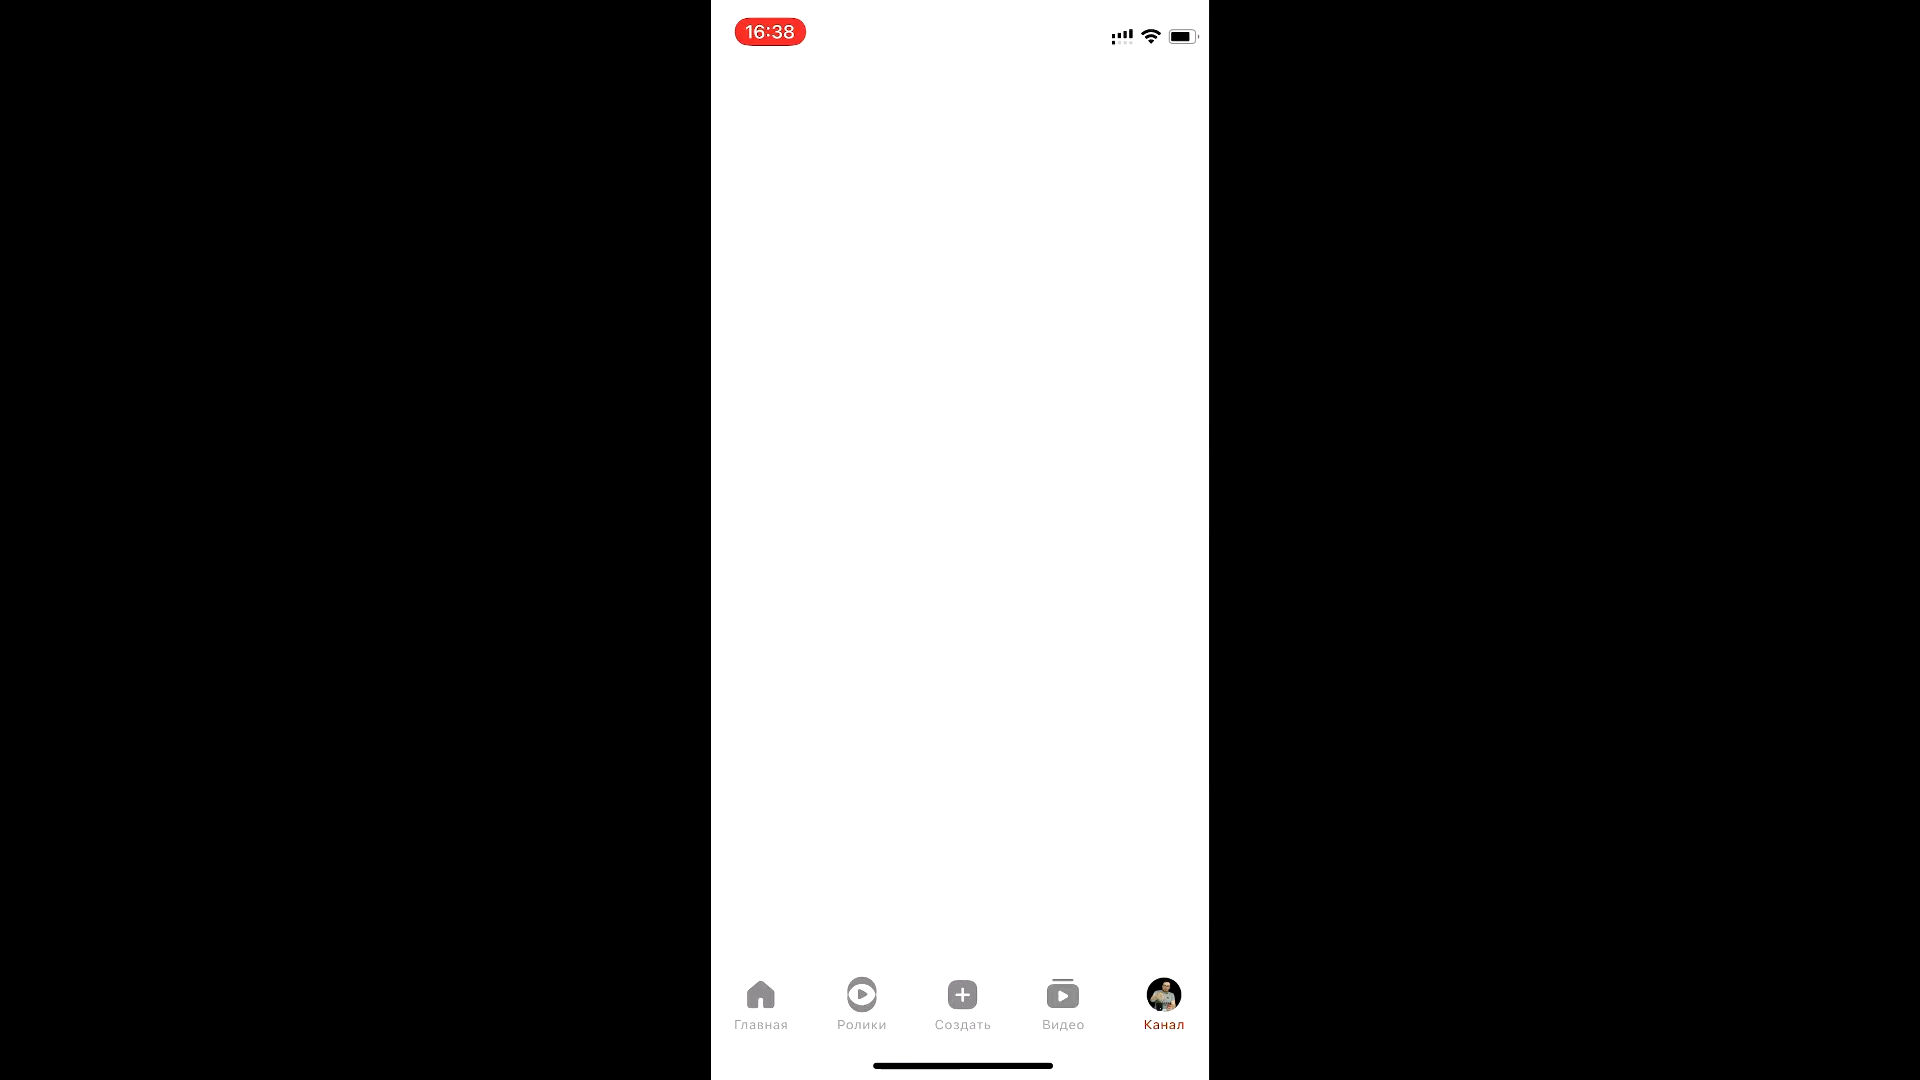 16:38
Главная
Ролики
Создать
Видео
Канал